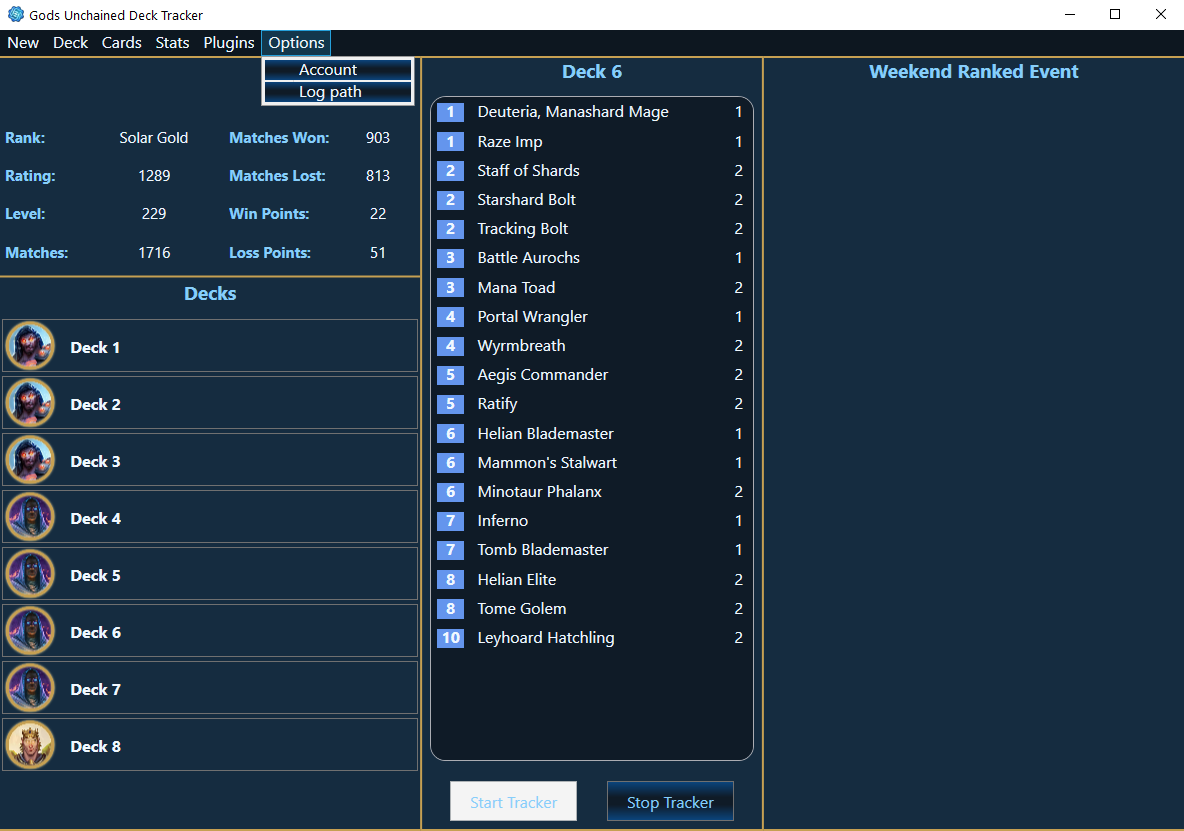 Gods Unchained Deck Tracker
New Deck Cards Stats Plugins Options
Account
Log path
Rank: Solar Gold Matches Won: 903
Rating: 1289 Matches Lost: 813
Level: 229 Win Points: 22
Matches: 1716 Loss Points: 51
Decks
Deck 1
Deck 2
Deck 3
Deck 4
Deck 5
Deck 6
Deck 7
Deck 8
Deck 6
1 Deuteria, Manashard Mage 1
1 Raze Imp 1
2 Staff of Shards 2
2 Starshard Bolt 2
2 Tracking Bolt 2
3 Battle Aurochs 1
3 Mana Toad 2
4 Portal Wrangler 1
4 Wyrmbreath 2
5 Aegis Commander 2
5 Ratify 2
6 Helian Blademaster 1
6 Mammon's Stalwart 1
6 Minotaur Phalanx 2
7 Inferno 1
7 Tomb Blademaster 1
8 Helian Elite 2
8 Tome Golem 2
10 Leyhoard Hatchling 2
Start Tracker Stop Tracker
Weekend Ranked Event